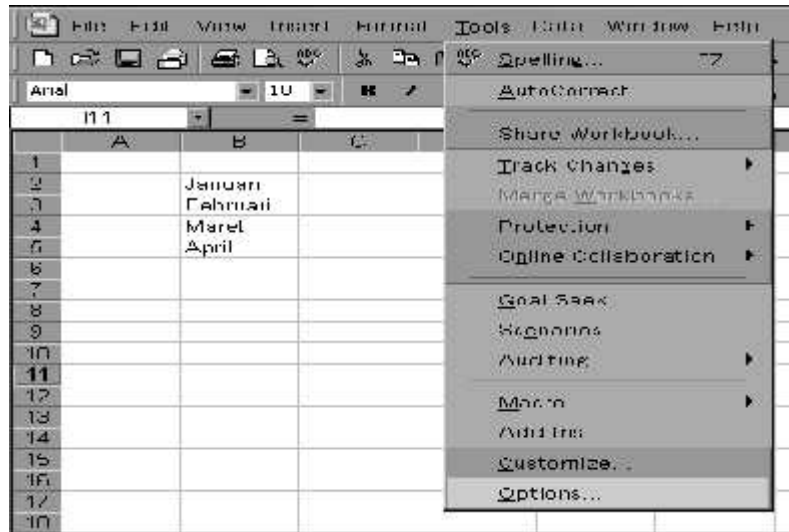 File Edit View Insert Format Tools Data Window Help
Spelling... F7
Arial 10
AutoCorrect
I11 =
Share Workbook...
A B C
1
Track Changes
2 Januari
Merge Workbooks
3 Februari
4 Maret
Protection
5 April
Online Collaboration
6
7
Goal Seek
8
9
Scenarios
10
Auditing
11
12
Macro
13
14
Add-Ins
15
Customize...
16
17
Options...
18